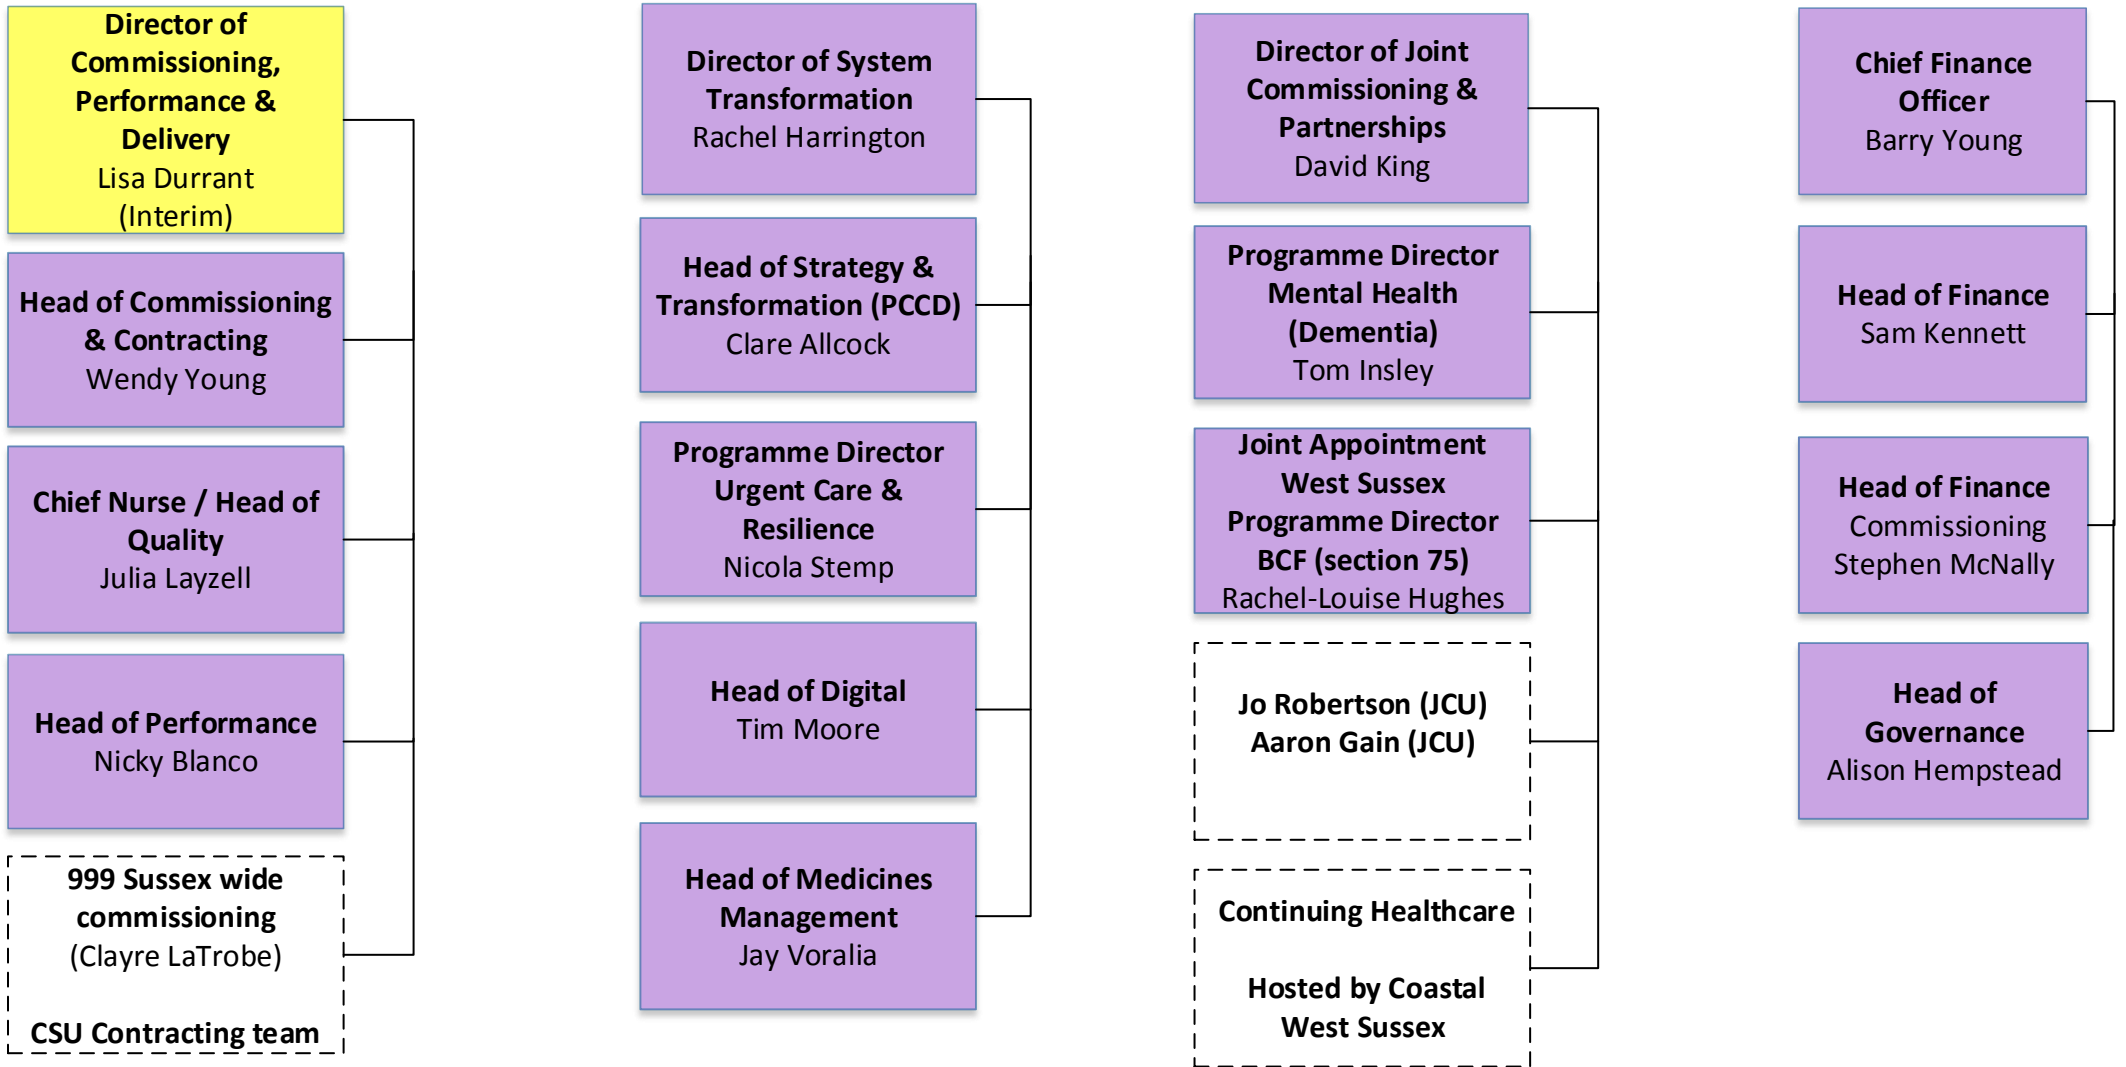 Director of
Commissioning,
Performance &
Delivery
Lisa Durrant
(Interim)
Head of Commissioning
& Contracting
Wendy Young
Chief Nurse / Head of
Quality
Julia Layzell
Head of Performance
Nicky Blanco
999 Sussex wide
commissioning
(Clayre LaTrobe)
CSU Contracting team
Director of System
Transformation
Rachel Harrington
Head of Strategy &
Transformation (PCCD)
Clare Allcock
Programme Director
Urgent Care &
Resilience
Nicola Stemp
Head of Digital
Tim Moore
Head of Medicines
Management
Jay Voralia
Director of Joint
Commissioning &
Partnerships
David King
Programme Director
Mental Health
(Dementia)
Tom Insley
Joint Appointment
West Sussex
Programme Director
BCF (section 75)
Rachel-Louise Hughes
Jo Robertson (JCU)
Aaron Gain (JCU)
Continuing Healthcare
Hosted by Coastal
West Sussex
Chief Finance
Officer
Barry Young
Head of Finance
Sam Kennett
Head of Finance
Commissioning
Stephen McNally
Head of
Governance
Alison Hempstead